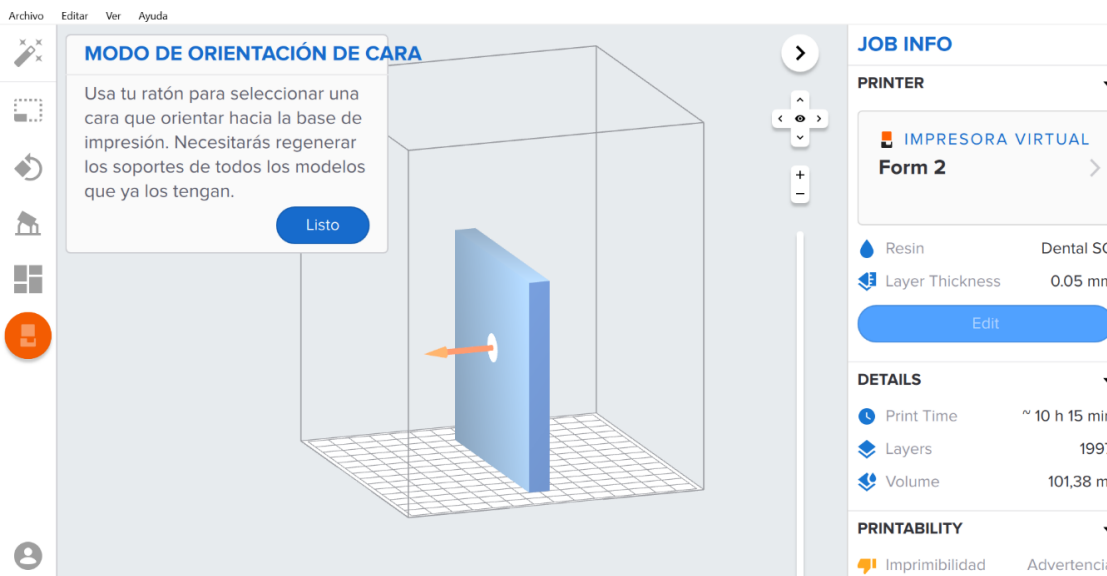 Archivo Editar Ver Ayuda
MODO DE ORIENTACIÓN DE CARA
Usa tu ratón para seleccionar una
cara que orientar hacia la base de
impresión. Necesitarás regenerar
los soportes de todos los modelos
que ya los tengan.
Listo
JOB INFO
PRINTER
IMPRESORA VIRTUAL
Form 2
Resin Dental SG
Layer Thickness 0.05 mm
Edit
DETAILS
Print Time ~ 10 h 15 min
Layers 1997
Volume 101,38 m
PRINTABILITY
Imprimibilidad Advertencia